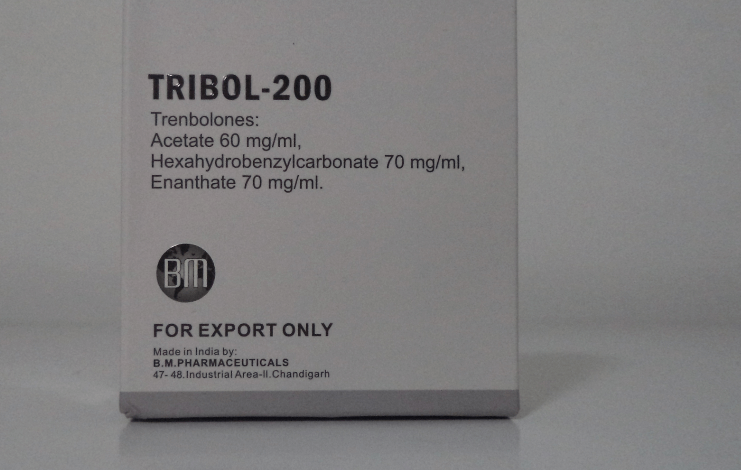 TRIBOL-200
Trenbolones:
Acetate 60 mg/ml,
Hexahydrobenzylcarbonate 70 mg/ml,
Enanthate 70 mg/ml.
BM
FOR EXPORT ONLY
Made in India by:
B.M.PHARMACEUTICALS
47-48.Industrial Area-II.Chandigarh